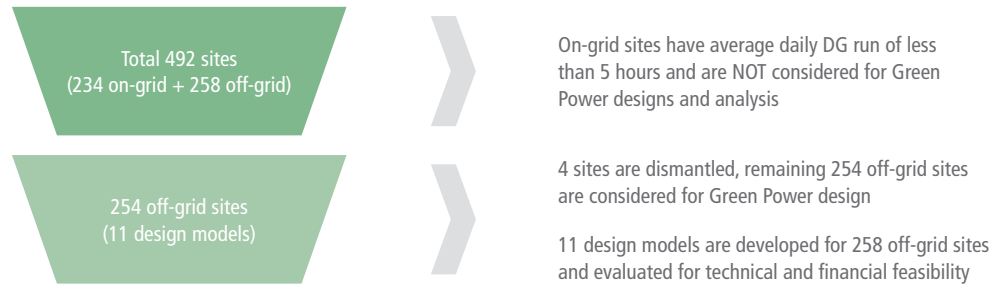 Total 492 sites
(234 on-grid + 258 off-grid)
On-grid sites have average daily DG run of less
than 5 hours and are NOT considered for Green
Power designs and analysis
254 off-grid sites
(11 design models)
4 sites are dismantled, remaining 254 off-grid sites
are considered for Green Power design
11 design models are developed for 258 off-grid sites
and evaluated for technical and financial feasibility